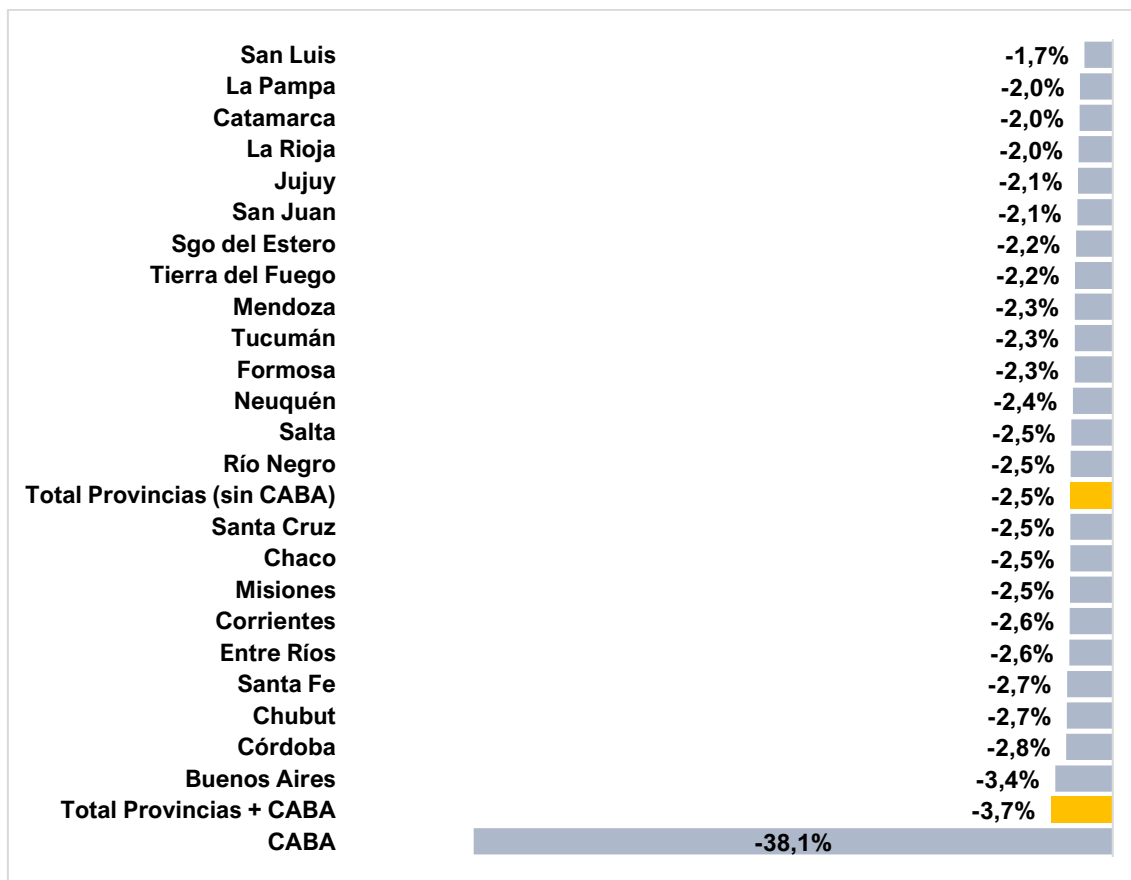 San Luis -1,7%
La Pampa -2,0%
Catamarca -2,0%
La Rioja -2,0%
Jujuy -2,1%
San Juan -2,1%
Sgo del Estero -2,2%
Tierra del Fuego -2,2%
Mendoza -2,3%
Tucumán -2,3%
Formosa -2,3%
Neuquén -2,4%
Salta -2,5%
Río Negro -2,5%
Total Provincias (sin CABA) -2,5%
Santa Cruz -2,5%
Chaco -2,5%
Misiones -2,5%
Corrientes -2,6%
Entre Ríos -2,6%
Santa Fe -2,7%
Chubut -2,7%
Córdoba -2,8%
Buenos Aires -3,4%
Total Provincias + CABA -3,7%
CABA -38,1%